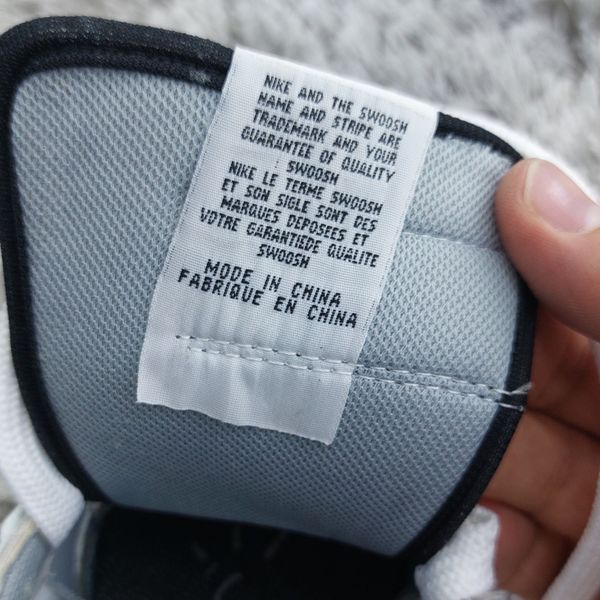 NIKE AND THE SWOOSH
NAME AND STRIPE ARE
TRADEMARK AND YOUR
GUARANTEE OF QUALITY
SWOOSH
NIKE LE TERME SWOOSH
ET SON SIGLE SONT DES
MARQUES DEPOSEES ET
VOTRE GARANTIEDE QUALITE
SWOOSH
MODE IN CHINA
FABRIQUE EN CHINA